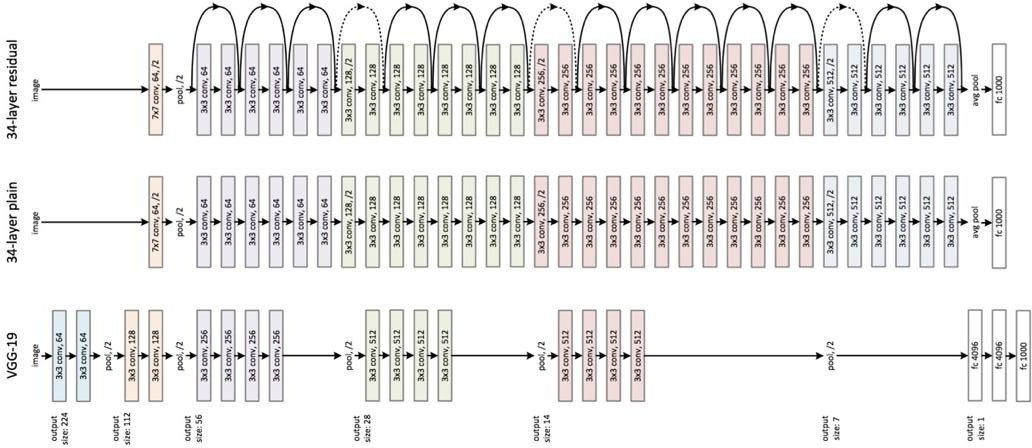 34-layer residual
image
7x7 conv, 64, /2
pool, /2
3x3 conv, 64
3x3 conv, 64
3x3 conv, 64
3x3 conv, 64
3x3 conv, 64
3x3 conv, 64
3x3 conv, 128, /2
3x3 conv, 128
3x3 conv, 128
3x3 conv, 128
3x3 conv, 128
3x3 conv, 128
3x3 conv, 128
3x3 conv, 128
3x3 conv, 256, /2
3x3 conv, 256
3x3 conv, 256
3x3 conv, 256
3x3 conv, 256
3x3 conv, 256
3x3 conv, 256
3x3 conv, 256
3x3 conv, 256
3x3 conv, 256
3x3 conv, 256
3x3 conv, 256
3x3 conv, 512, /2
3x3 conv, 512
3x3 conv, 512
3x3 conv, 512
3x3 conv, 512
3x3 conv, 512
avg pool
fc 1000
34-layer plain
image
7x7 conv, 64, /2
pool, /2
3x3 conv, 64
3x3 conv, 64
3x3 conv, 64
3x3 conv, 64
3x3 conv, 64
3x3 conv, 64
3x3 conv, 128, /2
3x3 conv, 128
3x3 conv, 128
3x3 conv, 128
3x3 conv, 128
3x3 conv, 128
3x3 conv, 128
3x3 conv, 128
3x3 conv, 256, /2
3x3 conv, 256
3x3 conv, 256
3x3 conv, 256
3x3 conv, 256
3x3 conv, 256
3x3 conv, 256
3x3 conv, 256
3x3 conv, 256
3x3 conv, 256
3x3 conv, 256
3x3 conv, 256
3x3 conv, 512, /2
3x3 conv, 512
3x3 conv, 512
3x3 conv, 512
3x3 conv, 512
3x3 conv, 512
avg pool
fc 1000
VGG-19
image
3x3 conv, 64
3x3 conv, 64
pool, /2
3x3 conv, 128
3x3 conv, 128
pool, /2
3x3 conv, 256
3x3 conv, 256
3x3 conv, 256
3x3 conv, 256
pool, /2
3x3 conv, 512
3x3 conv, 512
3x3 conv, 512
3x3 conv, 512
pool, /2
3x3 conv, 512
3x3 conv, 512
3x3 conv, 512
3x3 conv, 512
pool, /2
fc 4096
fc 4096
fc 1000
output
size: 224
output
size: 112
output
size: 56
output
size: 28
output
size: 14
output
size: 7
output
size: 1